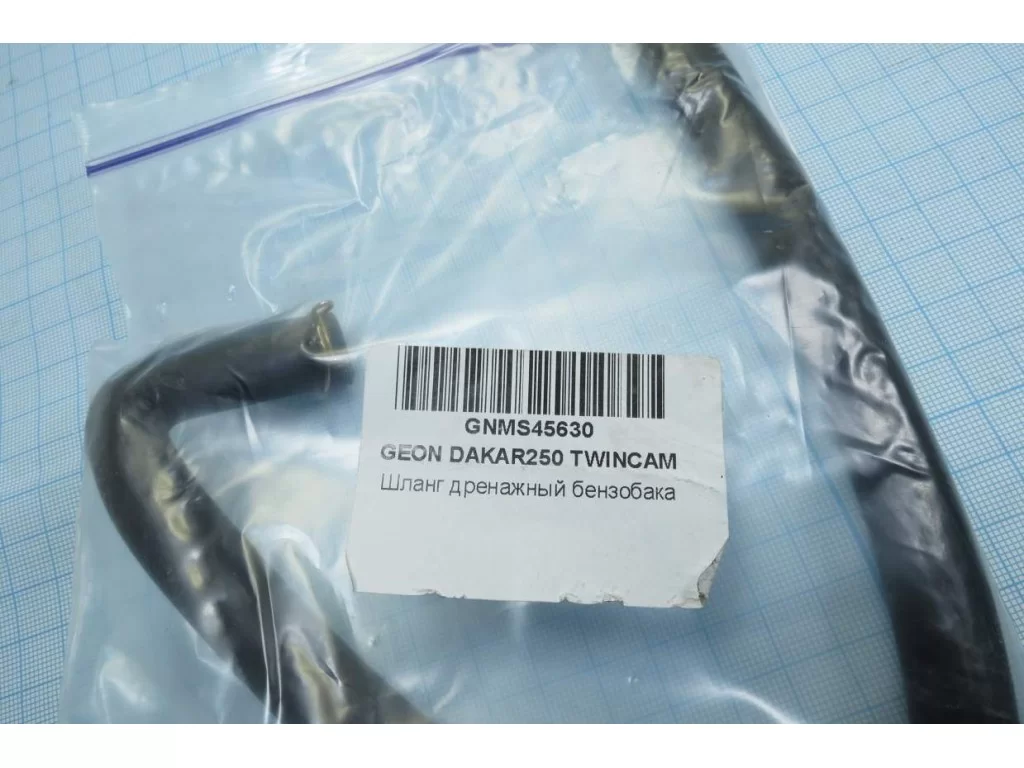 GNMS45630
GEON DAKAR250 TWINCAM
Шланг дренажный бензобака